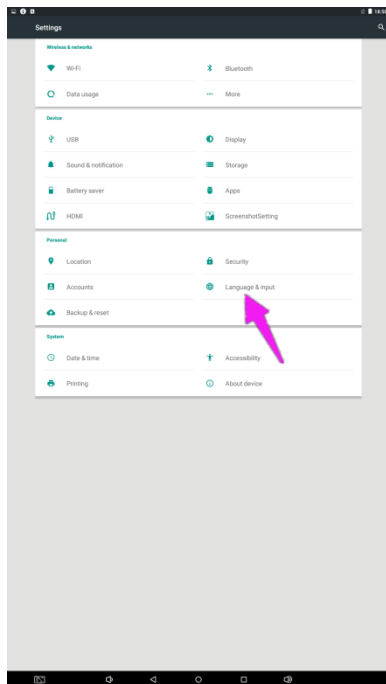 Settings
Wireless & networks
Wi-Fi
Bluetooth
Data usage
More
Device
USB
Display
Sound & notification
Storage
Battery saver
Apps
HDMI
ScreenshotSetting
Personal
Location
Security
Accounts
Language & input
Backup & reset
System
Date & time
Accessibility
Printing
About device